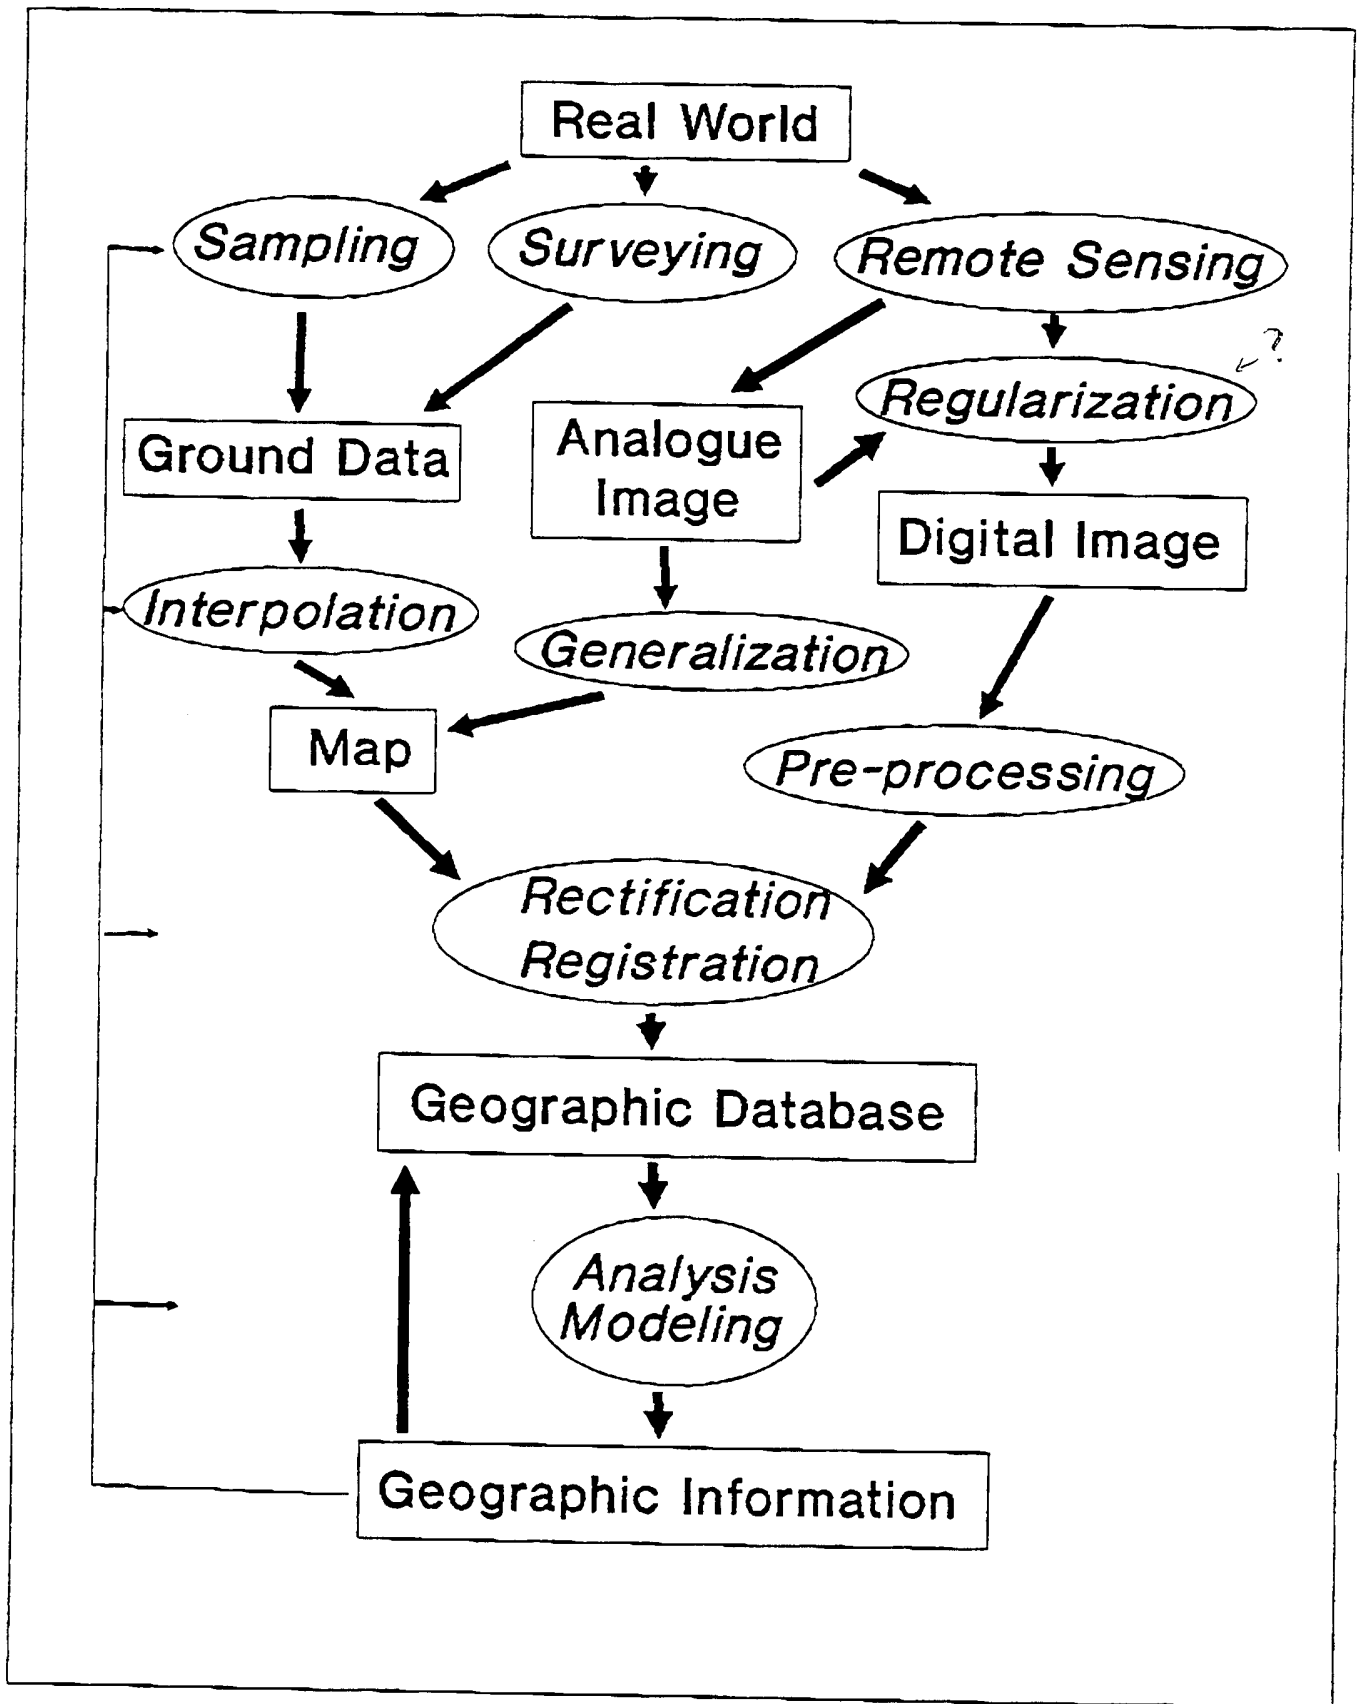 Real World
Sampling
Surveying
Remote Sensing
?
Regularization
Ground Data
Analogue
Image
Digital Image
Interpolation
Generalization
Map
Pre-processing
Rectification
Registration
Geographic Database
Analysis
Modeling
Geographic Information